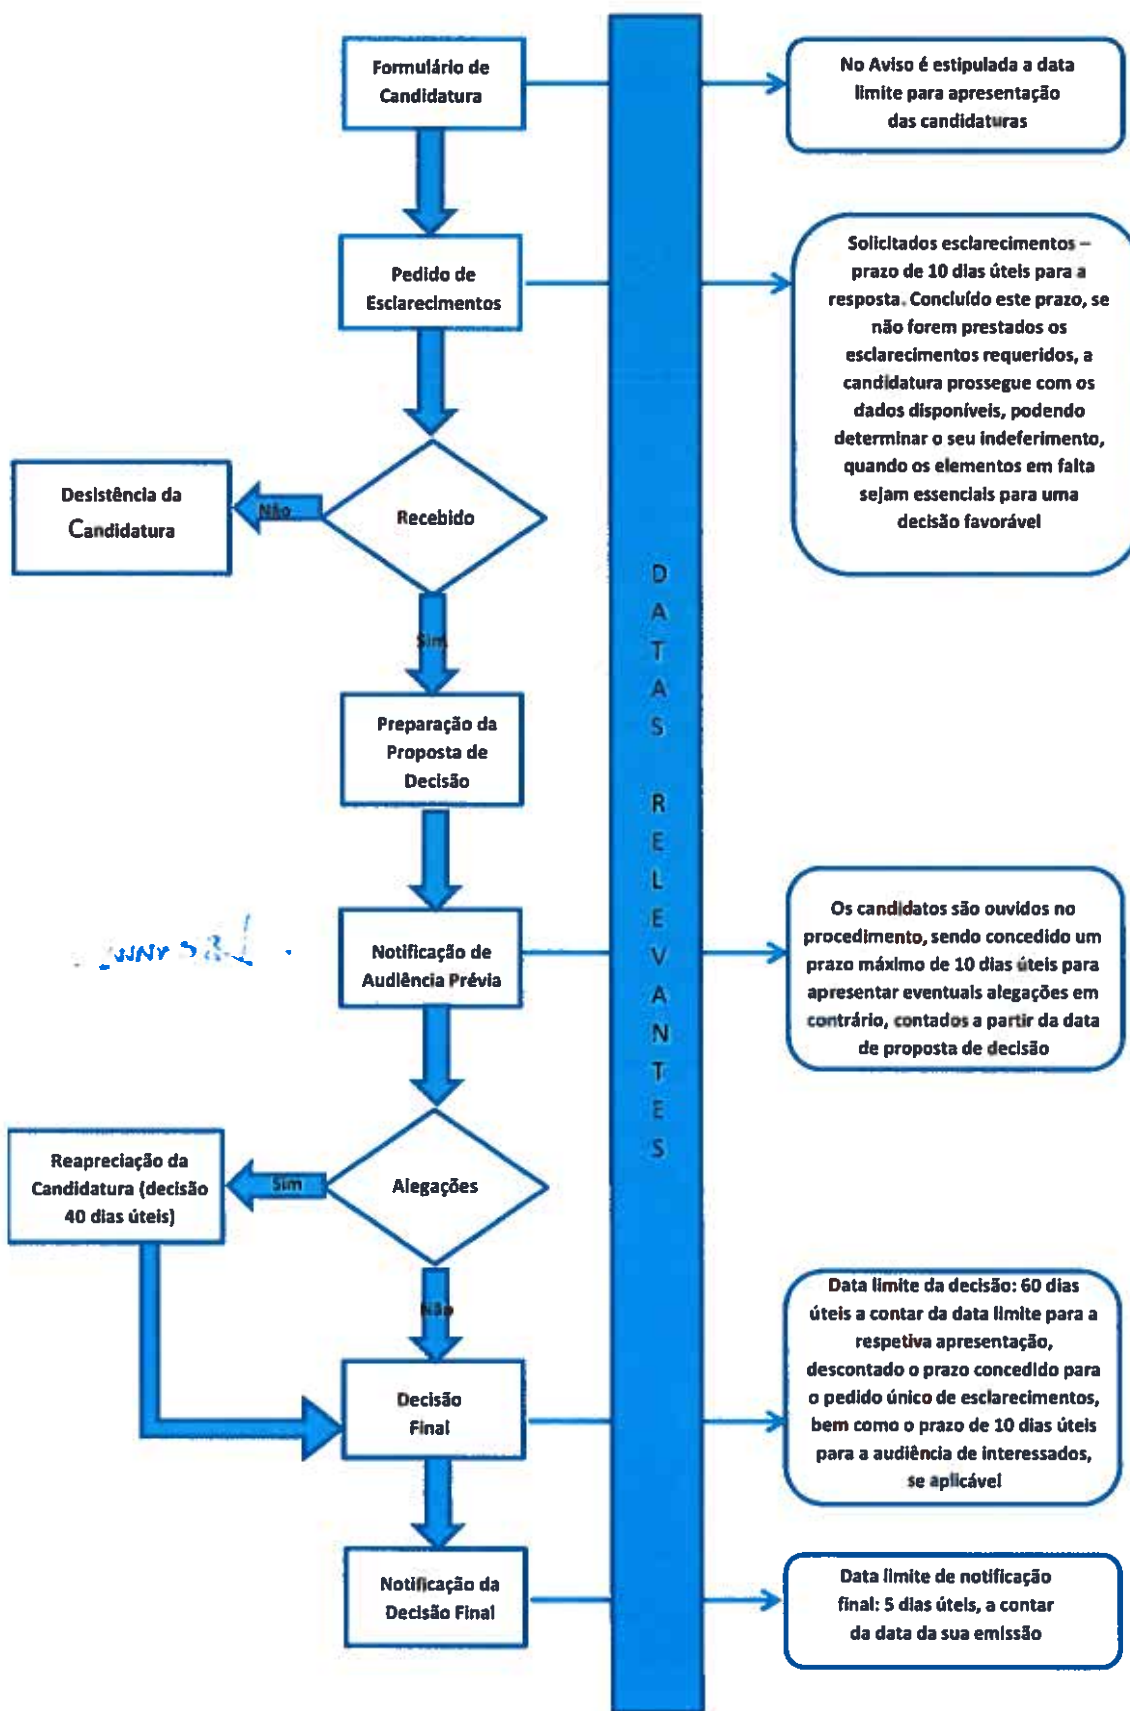 Formulário de
Candidatura
No Aviso é estipulada a data
limite para apresentação
das candidaturas
Pedido de
Esclarecimentos
Solicitados esclarecimentos –
prazo de 10 dias úteis para a
resposta. Concluído este prazo, se
não forem prestados os
esclarecimentos requeridos, a
candidatura prossegue com os
dados disponíveis, podendo
determinar o seu indeferimento,
quando os elementos em falta
sejam essenciais para uma
decisão favorável
Recebido
Não
Desistência da
Candidatura
Sim
Preparação da
Proposta de
Decisão
DATAS RELEVANTES
Notificação de
Audiência Prévia
Os candidatos são ouvidos no
procedimento, sendo concedido um
prazo máximo de 10 dias úteis para
apresentar eventuais alegações em
contrário, contados a partir da data
de proposta de decisão
Alegações
Sim
Reapreciação da
Candidatura (decisão
40 dias úteis)
Não
Decisão
Final
Data limite da decisão: 60 dias
úteis a contar da data limite para a
respetiva apresentação,
descontado o prazo concedido para
o pedido único de esclarecimentos,
bem como o prazo de 10 dias úteis
para a audiência de interessados,
se aplicável
Notificação da
Decisão Final
Data limite de notificação
final: 5 dias úteis, a contar
da data da sua emissão